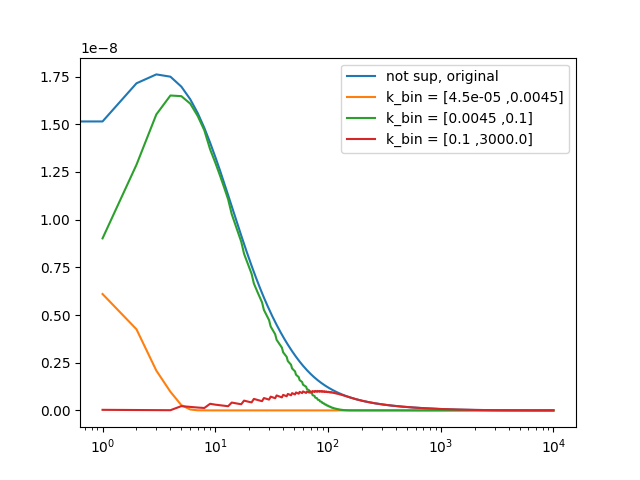 1e−8
1.75
1.50
1.25
1.00
0.75
0.50
0.25
0.00
not sup, original
k_bin = [4.5e-05 ,0.0045]
k_bin = [0.0045 ,0.1]
k_bin = [0.1 ,3000.0]
10⁰ 10¹ 10² 10³ 10⁴